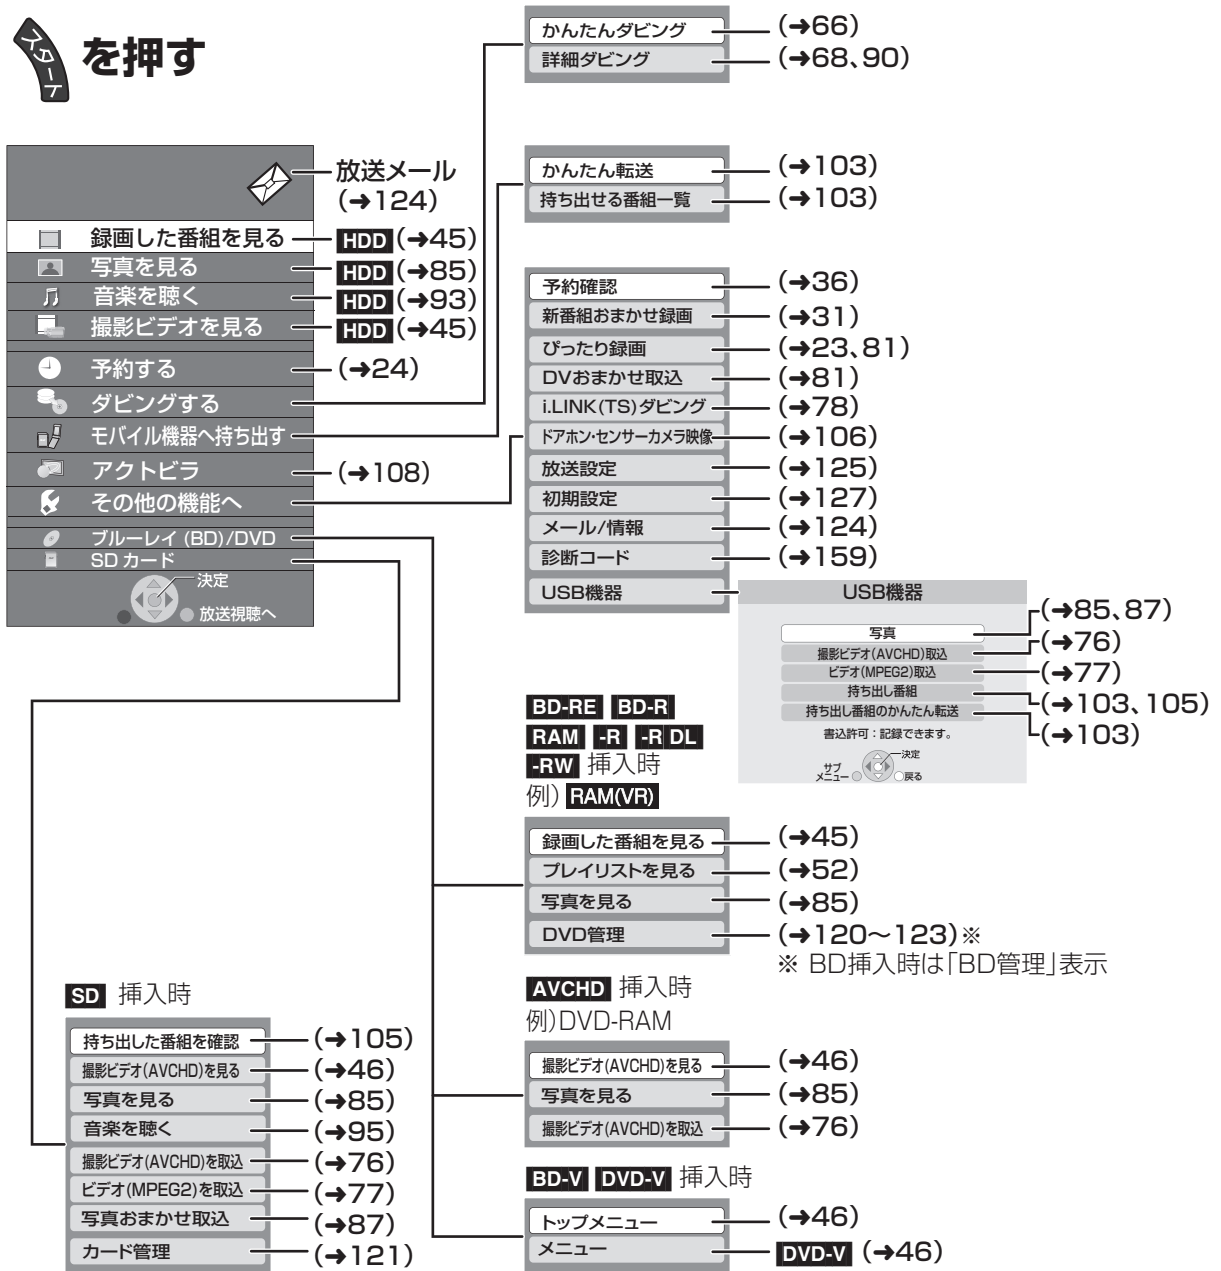 スタート を押す
放送メール
(➔124)
録画した番組を見る HDD (➔45)
写真を見る HDD (➔85)
音楽を聴く HDD (➔93)
撮影ビデオを見る HDD (➔45)
予約する (➔24)
ダビングする
モバイル機器へ持ち出す
アクトビラ (➔108)
その他の機能へ
ブルーレイ (BD)/DVD
SD カード
決定
放送視聴へ
かんたんダビング (➔66)
詳細ダビング (➔68、90)
かんたん転送 (➔103)
持ち出せる番組一覧 (➔103)
予約確認 (➔36)
新番組おまかせ録画 (➔31)
ぴったり録画 (➔23、81)
DVおまかせ取込 (➔81)
i.LINK(TS)ダビング (➔78)
ドアホン・センサーカメラ映像 (➔106)
放送設定 (➔125)
初期設定 (➔127)
メール/情報 (➔124)
診断コード (➔159)
USB機器
USB機器
写真 (➔85、87)
撮影ビデオ(AVCHD)取込 (➔76)
ビデオ(MPEG2)取込 (➔77)
持ち出し番組 (➔103、105)
持ち出し番組のかんたん転送 (➔103)
書込許可：記録できます。
決定
サブ
メニュー 戻る
BD-RE BD-R
RAM -R -R DL
-RW 挿入時
例) RAM(VR)
録画した番組を見る (➔45)
プレイリストを見る (➔52)
写真を見る (➔85)
DVD管理 (➔120～123)※
※ BD挿入時は「BD管理」表示
AVCHD 挿入時
例)DVD-RAM
撮影ビデオ(AVCHD)を見る (➔46)
写真を見る (➔85)
撮影ビデオ(AVCHD)を取込 (➔76)
BD-V DVD-V 挿入時
トップメニュー (➔46)
メニュー DVD-V (➔46)
SD 挿入時
持ち出した番組を確認 (➔105)
撮影ビデオ(AVCHD)を見る (➔46)
写真を見る (➔85)
音楽を聴く (➔95)
撮影ビデオ(AVCHD)を取込 (➔76)
ビデオ(MPEG2)を取込 (➔77)
写真おまかせ取込 (➔87)
カード管理 (➔121)